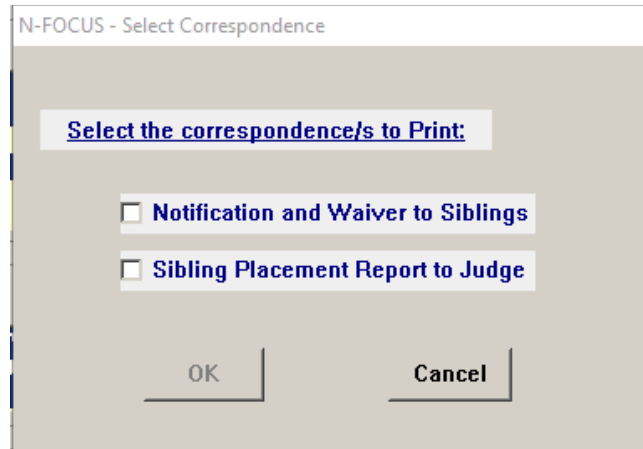 N-FOCUS - Select Correspondence
Select the correspondence/s to Print:
Notification and Waiver to Siblings
Sibling Placement Report to Judge
OK Cancel